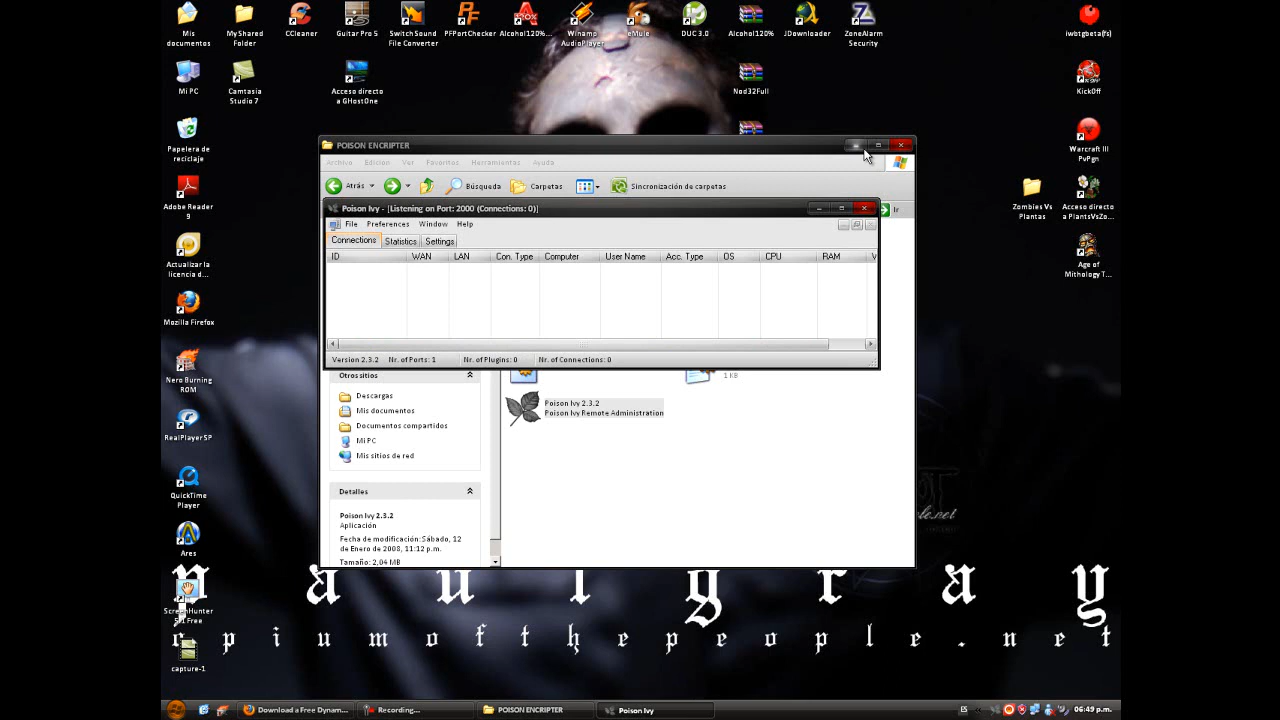 Mis documentos
My Shared Folder
CCleaner
Guitar Pro 5
Switch Sound File Converter
PFPortChecker
Alcohol120%...
Winamp AudioPlayer
eMule
DUC 3.0
Alcohol120%
JDownloader
ZoneAlarm Security
iwbtgbeta(fs)
Mi PC
Camtasia Studio 7
Acceso directo a GHostOne
Nod32Full
KickOff
Papelera de reciclaje
Warcraft III PvPgn
Adobe Reader 9
Zombies Vs Plantas
Acceso directo a PlantsVsZo...
Actualizar la licencia d...
Age of Mithology T...
Mozilla Firefox
Nero Burning ROM
RealPlayer SP
QuickTime Player
Ares
ScreenHunter 5.1 Free
capture-1
POISON ENCRIPTER
Archivo Edición Ver Favoritos Herramientas Ayuda
Atrás Búsqueda Carpetas Sincronización de carpetas
Ir
Poison Ivy - [Listening on Port: 2000 (Connections: 0)]
File Preferences Window Help
Connections Statistics Settings
ID WAN LAN Con. Type Computer User Name Acc. Type OS CPU RAM V
Version 2.3.2 Nr. of Ports: 1 Nr. of Plugins: 0 Nr. of Connections: 0
Otros sitios
Descargas
Mis documentos
Documentos compartidos
Mi PC
Mis sitios de red
1 KB
Poison Ivy 2.3.2
Poison Ivy Remote Administration
Detalles
Poison Ivy 2.3.2
Aplicación
Fecha de modificación: Sábado, 12
de Enero de 2008, 11:12 p.m.
Tamaño: 2,04 MB
p a u l g r a y
o p i u m o f t h e p e o p l e . n e t
Download a Free Dynam...
Recording...
POISON ENCRIPTER
Poison Ivy
ES
06:49 p.m.